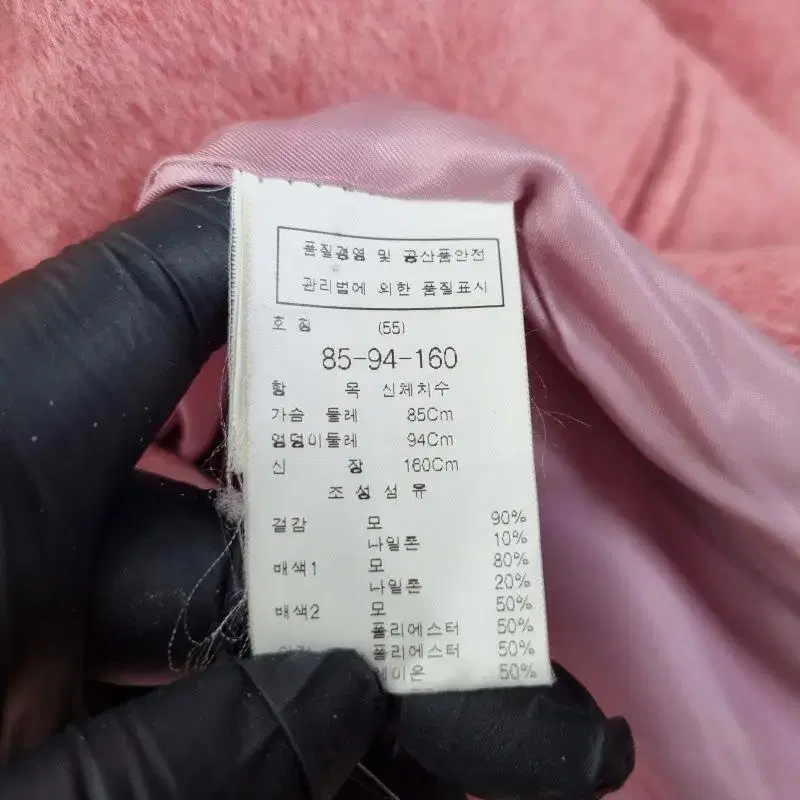 품질경영 및 공산품안전
관리법에 의한 품질표시
호 칭 (55)
85-94-160
항 목 신체치수
가슴 둘레 85Cm
엉덩이둘레 94Cm
신 장 160Cm
조성섬유
겉감 모 90%
나일론 10%
배색1 모 80%
나일론 20%
배색2 모 50%
폴리에스터 50%
폴리에스터 50%
50%